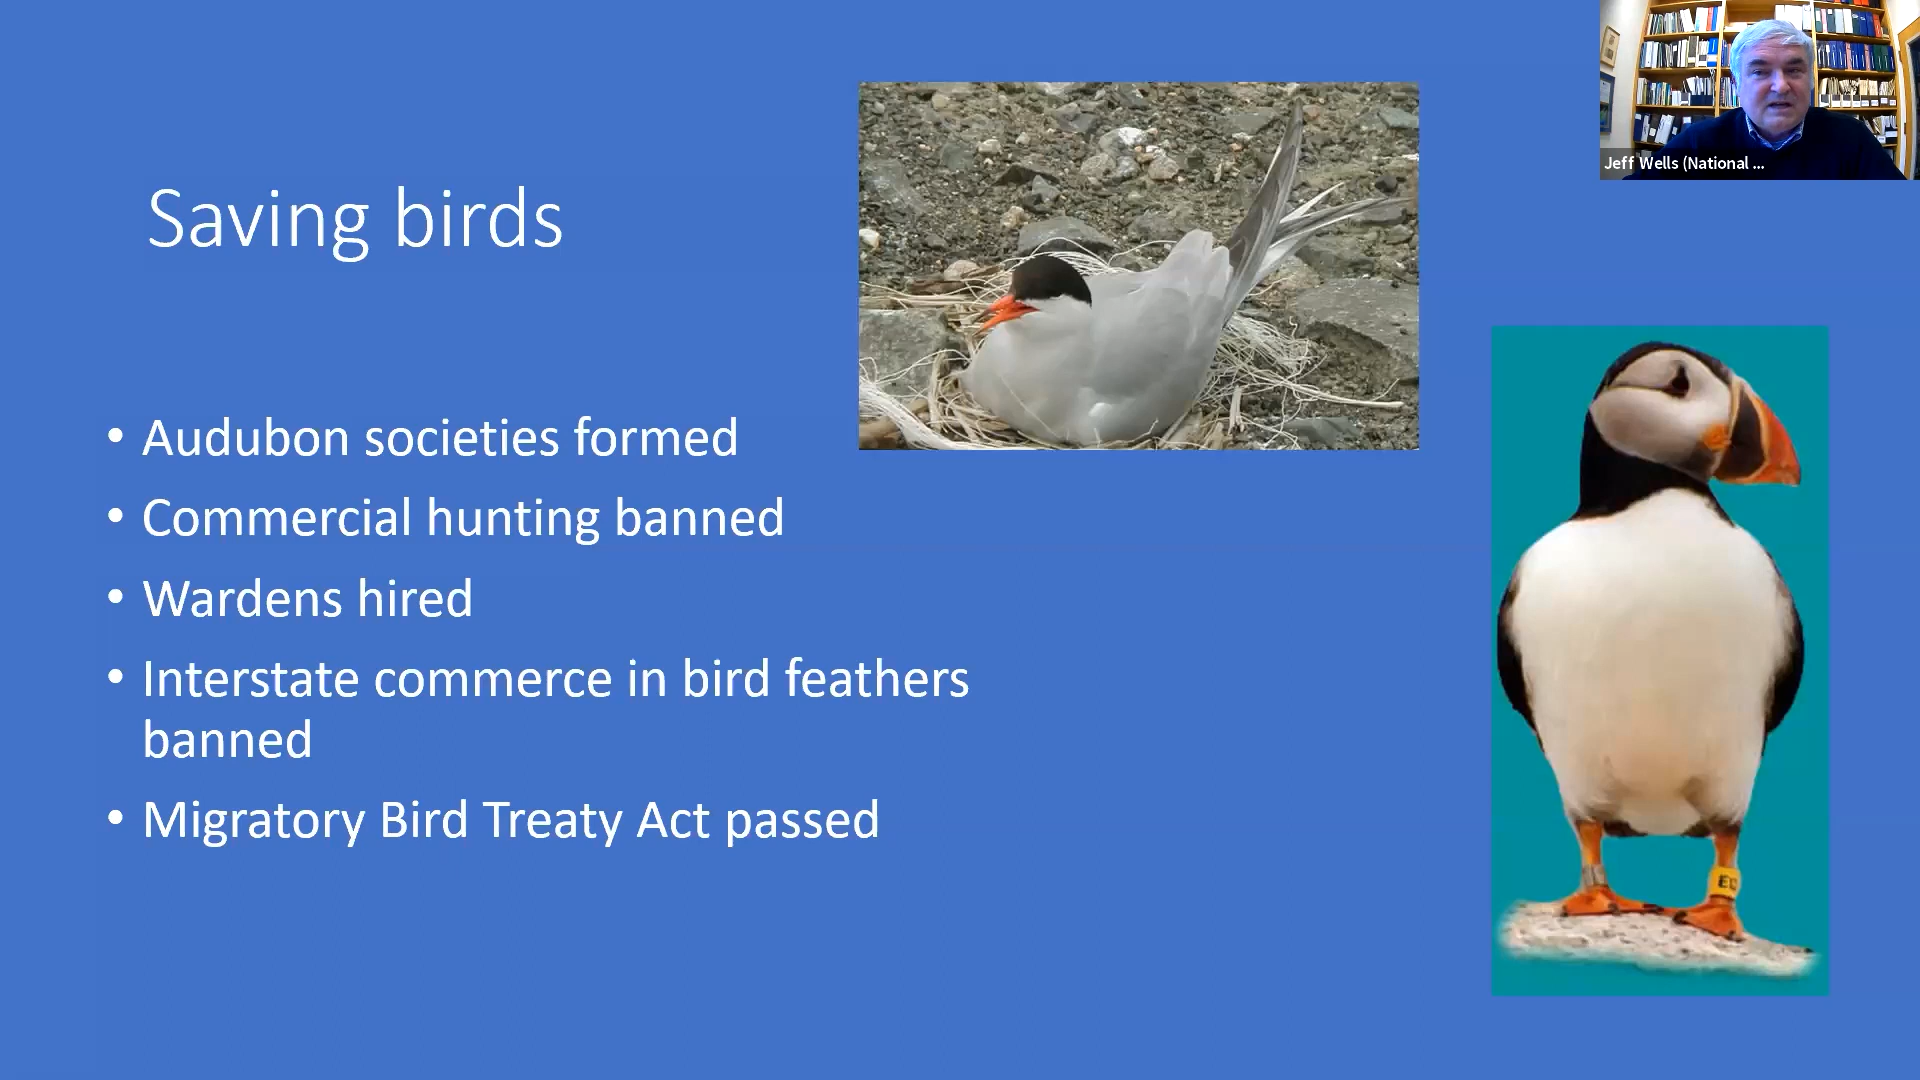 Saving birds
• Audubon societies formed
• Commercial hunting banned
• Wardens hired
• Interstate commerce in bird feathers
banned
• Migratory Bird Treaty Act passed
Jeff Wells (National ...